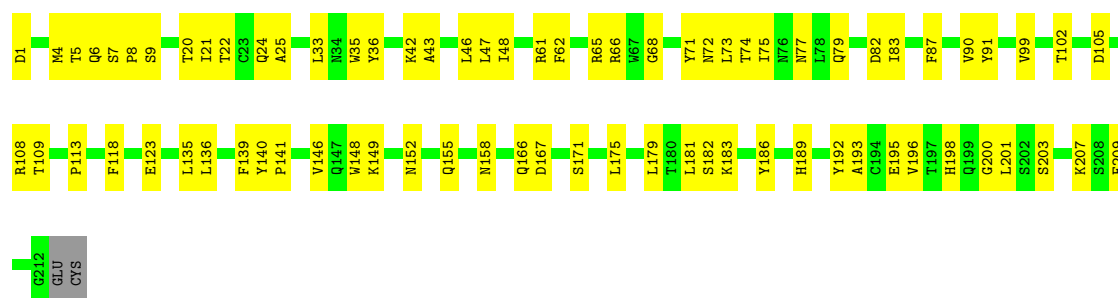 D1 M4 T5 Q6 S7 P8 S9 T20 I21 T22 C23 Q24 A25 L33 N34 W35 Y36 K42 A43 L46 L47 I48 R61 F62 R65 R66 W67 G68 Y71 N72 L73 T74 I75 N76 N77 L78 Q79 D82 I83 F87 V90 Y91 V99 T102 D105
R108 T109 P113 F118 E123 L135 L136 F139 Y140 P141 V146 Q147 W148 K149 N152 Q155 N158 Q166 D167 S171 L175 L179 T180 L181 S182 K183 Y186 H189 Y192 A193 C194 E195 V196 T197 H198 Q199 G200 L201 S202 S203 K207 S208 F209
G212 GLU CYS